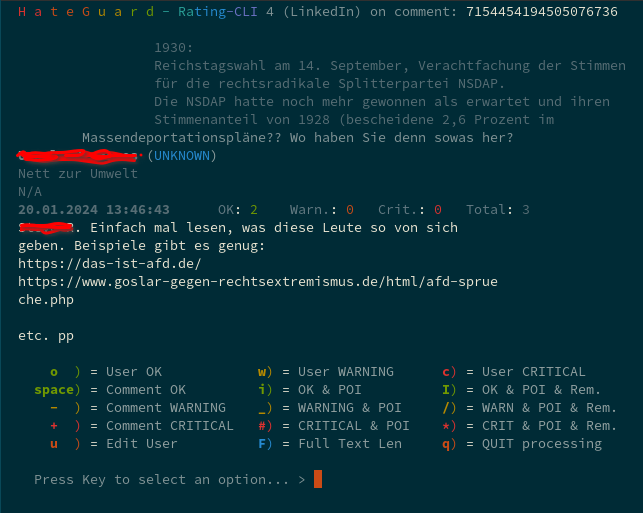 H a t e G u a r d - Rating-CLI 4 (LinkedIn) on comment: 7154454194505076736
1930:
Reichstagswahl am 14. September, Verachtfachung der Stimmen
für die rechtsradikale Splitterpartei NSDAP.
Die NSDAP hatte noch mehr gewonnen als erwartet und ihren
Stimmenanteil von 1928 (bescheidene 2,6 Prozent im
Massendeportationspläne?? Wo haben Sie denn sowas her?
(UNKNOWN)
Nett zur Umwelt
N/A
20.01.2024 13:46:43 OK: 2 Warn.: 0 Crit.: 0 Total: 3
. Einfach mal lesen, was diese Leute so von sich
geben. Beispiele gibt es genug:
https://das-ist-afd.de/
https://www.goslar-gegen-rechtsextremismus.de/html/afd-sprue
che.php
etc. pp
o ) = User OK w) = User WARNING c) = User CRITICAL
space) = Comment OK i) = OK & POI I) = OK & POI & Rem.
- ) = Comment WARNING _) = WARNING & POI /) = WARN & POI & Rem.
+ ) = Comment CRITICAL #) = CRITICAL & POI *) = CRIT & POI & Rem.
u ) = Edit User F) = Full Text Len q) = QUIT processing
Press Key to select an option... >